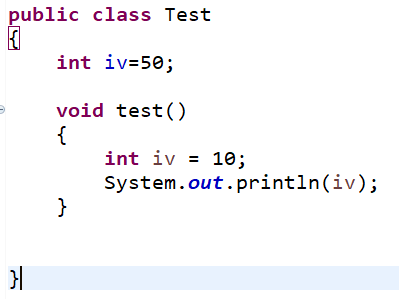 public class Test
{
    int iv=50;
    void test()
    {
        int iv = 10;
        System.out.println(iv);
    }
}